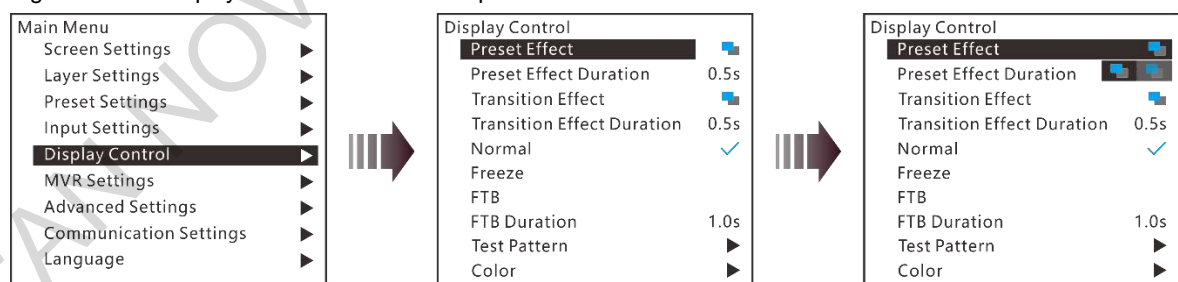 Main Menu
Screen Settings
Layer Settings
Preset Settings
Input Settings
Display Control
MVR Settings
Advanced Settings
Communication Settings
Language
Display Control
Preset Effect
Preset Effect Duration 0.5s
Transition Effect
Transition Effect Duration 0.5s
Normal
Freeze
FTB
FTB Duration 1.0s
Test Pattern
Color
Display Control
Preset Effect
Preset Effect Duration
Transition Effect
Transition Effect Duration 0.5s
Normal
Freeze
FTB
FTB Duration 1.0s
Test Pattern
Color